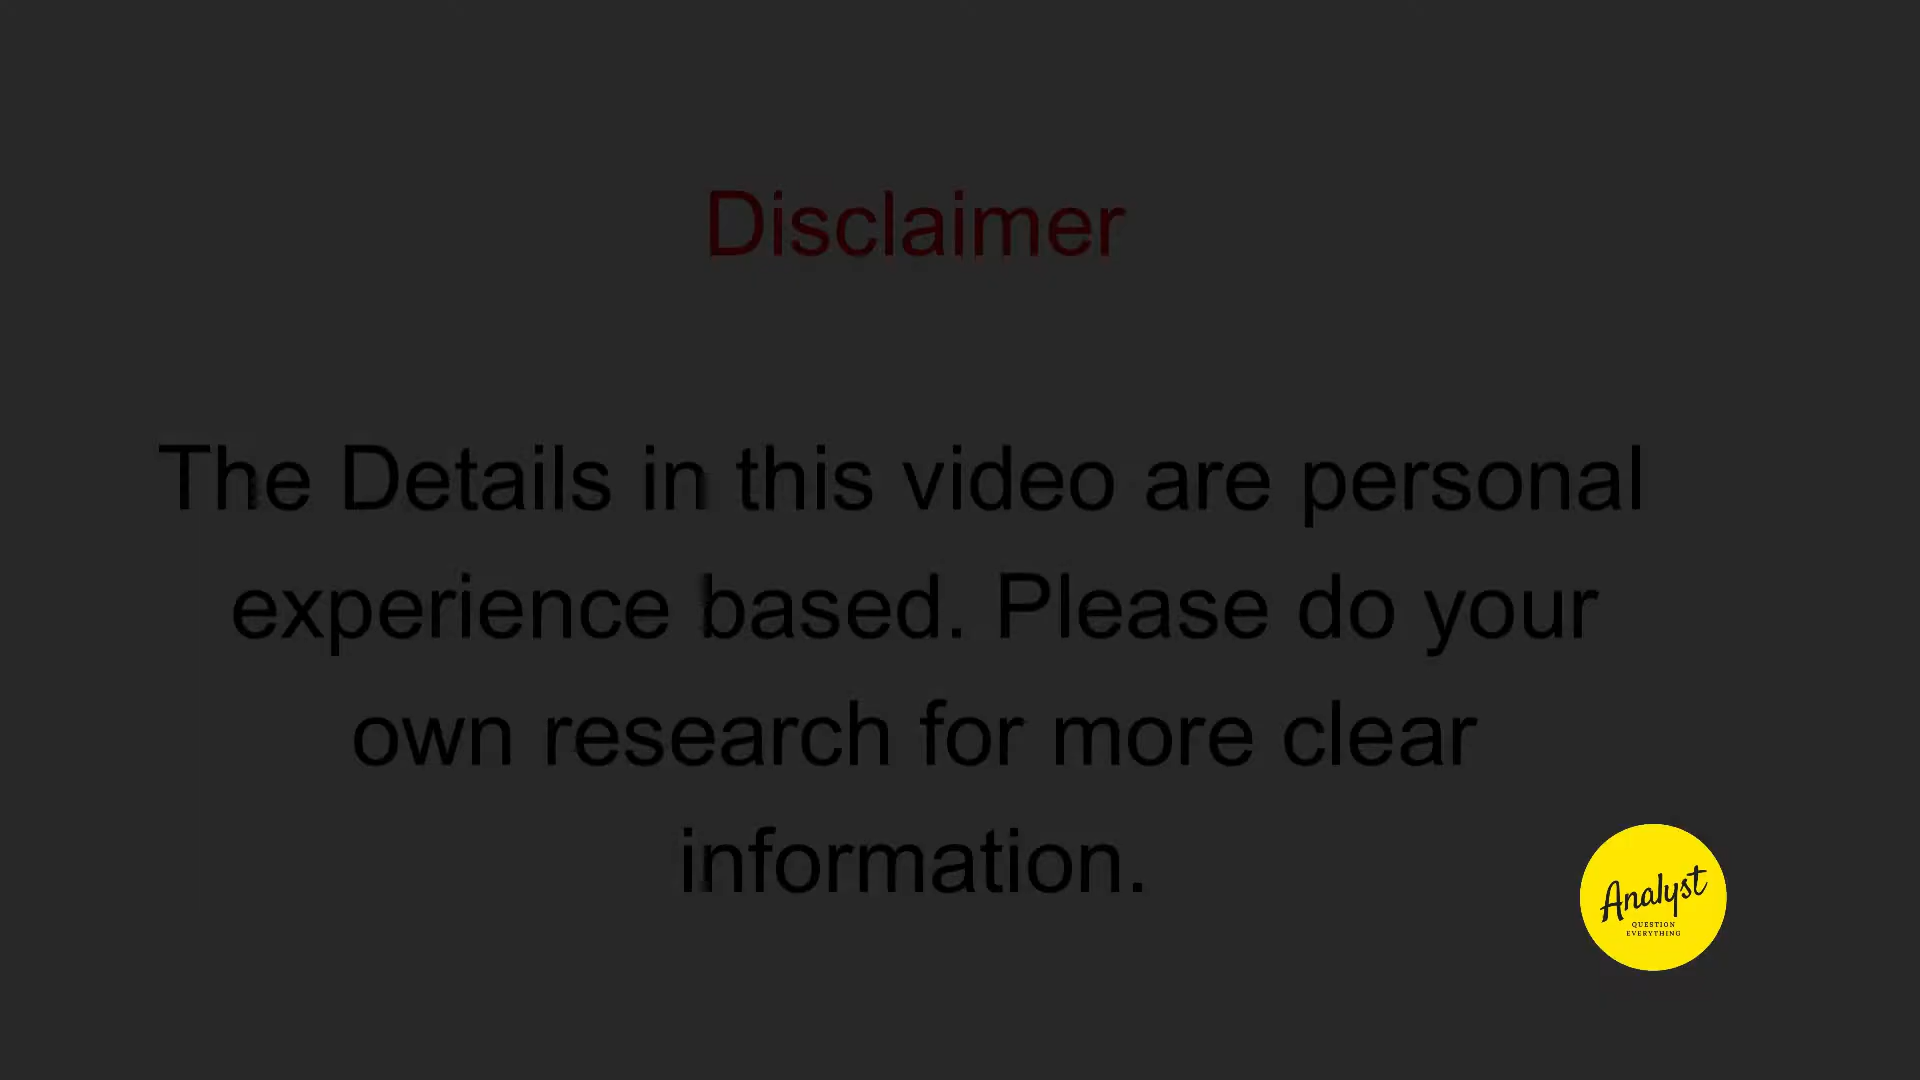 Disclaimer
The Details in this video are personal
experience based. Please do your
own research for more clear
information.
Analyst
QUESTION
EVERYTHING